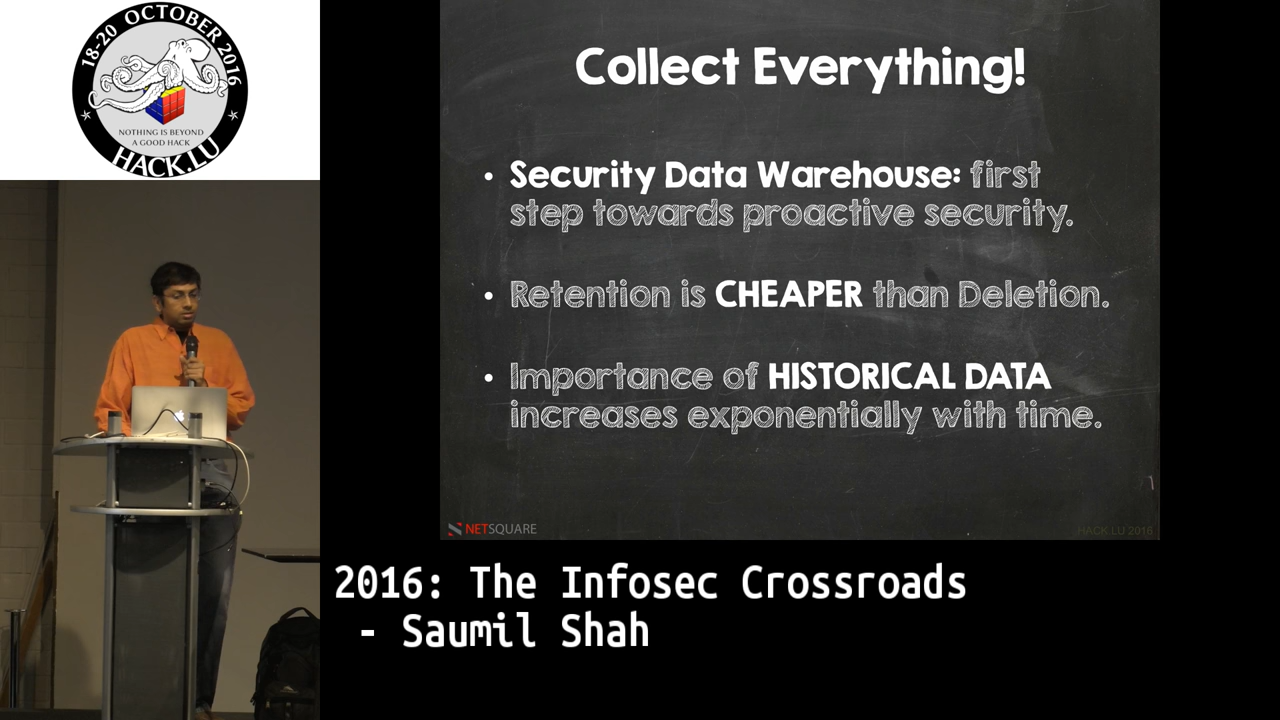 18-20 OCTOBER 2016
NOTHING IS BEYOND
A GOOD HACK
HACK.LU
Collect Everything!
• Security Data Warehouse: first
step towards proactive security.
• Retention is CHEAPER than Deletion.
• Importance of HISTORICAL DATA
increases exponentially with time.
NETSQUARE
HACK LU 2016
2016: The Infosec Crossroads
- Saumil Shah